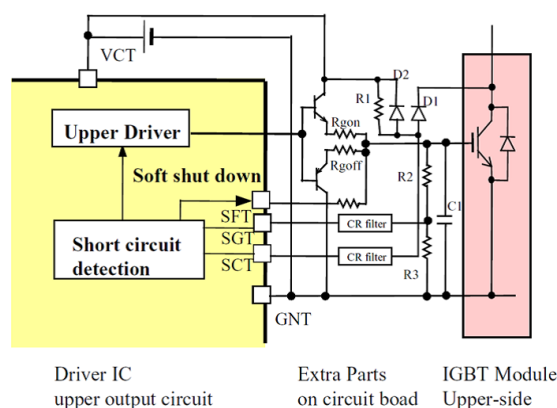 VCT
D2
R1
D1
Upper Driver
Rgon
Rgoff
Soft shut down
R2
SFT
CR filter
C1
Short circuit
detection
SGT
SCT
CR filter
R3
GNT
Driver IC
upper output circuit
Extra Parts
on circuit boad
IGBT Module
Upper-side